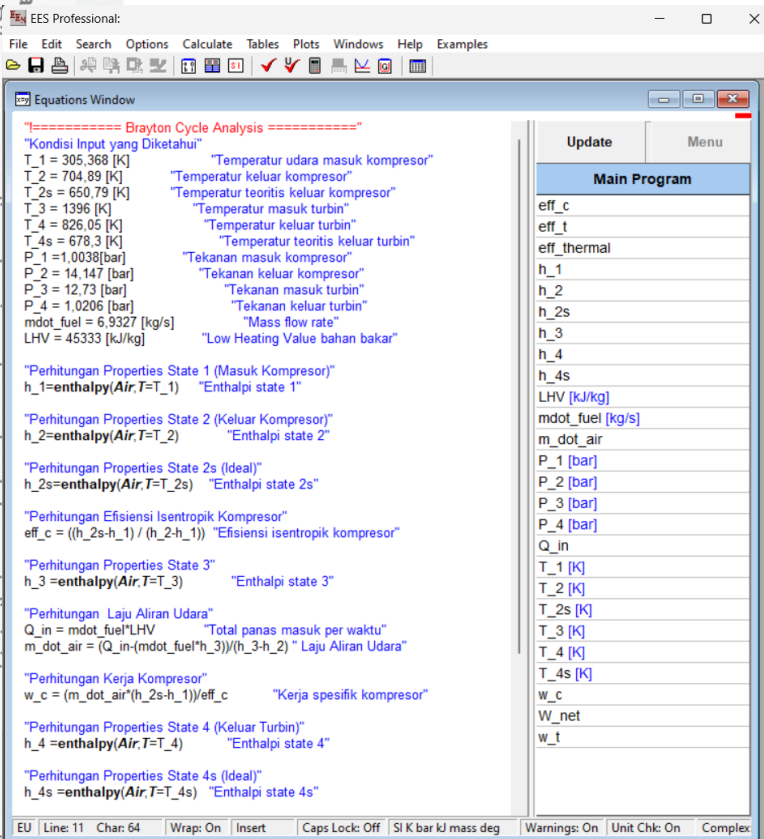 EES Professional:
File Edit Search Options Calculate Tables Plots Windows Help Examples
Equations Window
"!=========== Brayton Cycle Analysis ==========="
"Kondisi Input yang Diketahui"
T_1 = 305,368 [K] "Temperatur udara masuk kompresor"
T_2 = 704,89 [K] "Temperatur keluar kompresor"
T_2s = 650,79 [K] "Temperatur teoritis keluar kompresor"
T_3 = 1396 [K] "Temperatur masuk turbin"
T_4 = 826,05 [K] "Temperatur keluar turbin"
T_4s = 678,3 [K] "Temperatur teoritis keluar turbin"
P_1 =1,0038[bar] "Tekanan masuk kompresor"
P_2 = 14,147 [bar] "Tekanan keluar kompresor"
P_3 = 12,73 [bar] "Tekanan masuk turbin"
P_4 = 1,0206 [bar] "Tekanan keluar turbin"
mdot_fuel = 6,9327 [kg/s] "Mass flow rate"
LHV = 45333 [kJ/kg] "Low Heating Value bahan bakar"
"Perhitungan Properties State 1 (Masuk Kompresor)"
h_1=enthalpy(Air;T=T_1) "Enthalpi state 1"
"Perhitungan Properties State 2 (Keluar Kompresor)"
h_2=enthalpy(Air;T=T_2) "Enthalpi state 2"
"Perhitungan Properties State 2s (Ideal)"
h_2s=enthalpy(Air;T=T_2s) "Enthalpi state 2s"
"Perhitungan Efisiensi Isentropik Kompresor"
eff_c = ((h_2s-h_1) / (h_2-h_1)) "Efisiensi isentropik kompresor"
"Perhitungan Properties State 3"
h_3 =enthalpy(Air;T=T_3) "Enthalpi state 3"
"Perhitungan Laju Aliran Udara"
Q_in = mdot_fuel*LHV "Total panas masuk per waktu"
m_dot_air = (Q_in-(mdot_fuel*h_3))/(h_3-h_2) " Laju Aliran Udara"
"Perhitungan Kerja Kompresor"
w_c = (m_dot_air*(h_2s-h_1))/eff_c "Kerja spesifik kompresor"
"Perhitungan Properties State 4 (Keluar Turbin)"
h_4 =enthalpy(Air;T=T_4) "Enthalpi state 4"
"Perhitungan Properties State 4s (Ideal)"
h_4s =enthalpy(Air;T=T_4s) "Enthalpi state 4s"
Update Menu
Main Program
eff_c
eff_t
eff_thermal
h_1
h_2
h_2s
h_3
h_4
h_4s
LHV [kJ/kg]
mdot_fuel [kg/s]
m_dot_air
P_1 [bar]
P_2 [bar]
P_3 [bar]
P_4 [bar]
Q_in
T_1 [K]
T_2 [K]
T_2s [K]
T_3 [K]
T_4 [K]
T_4s [K]
w_c
W_net
w_t
EU Line: 11 Char: 64 Wrap: On Insert Caps Lock: Off SI K bar kJ mass deg Warnings: On Unit Chk: On Complex